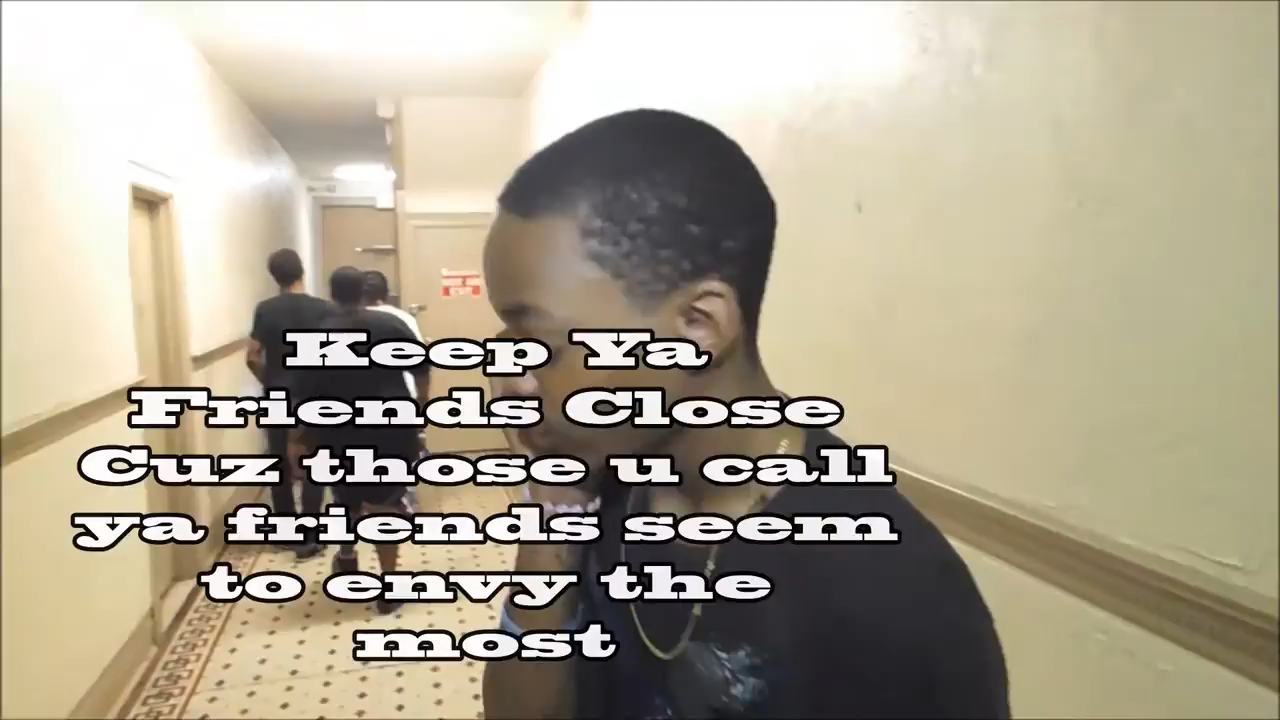 Keep Ya
Friends Close
Cuz those u call
ya friends seem
to envy the
most